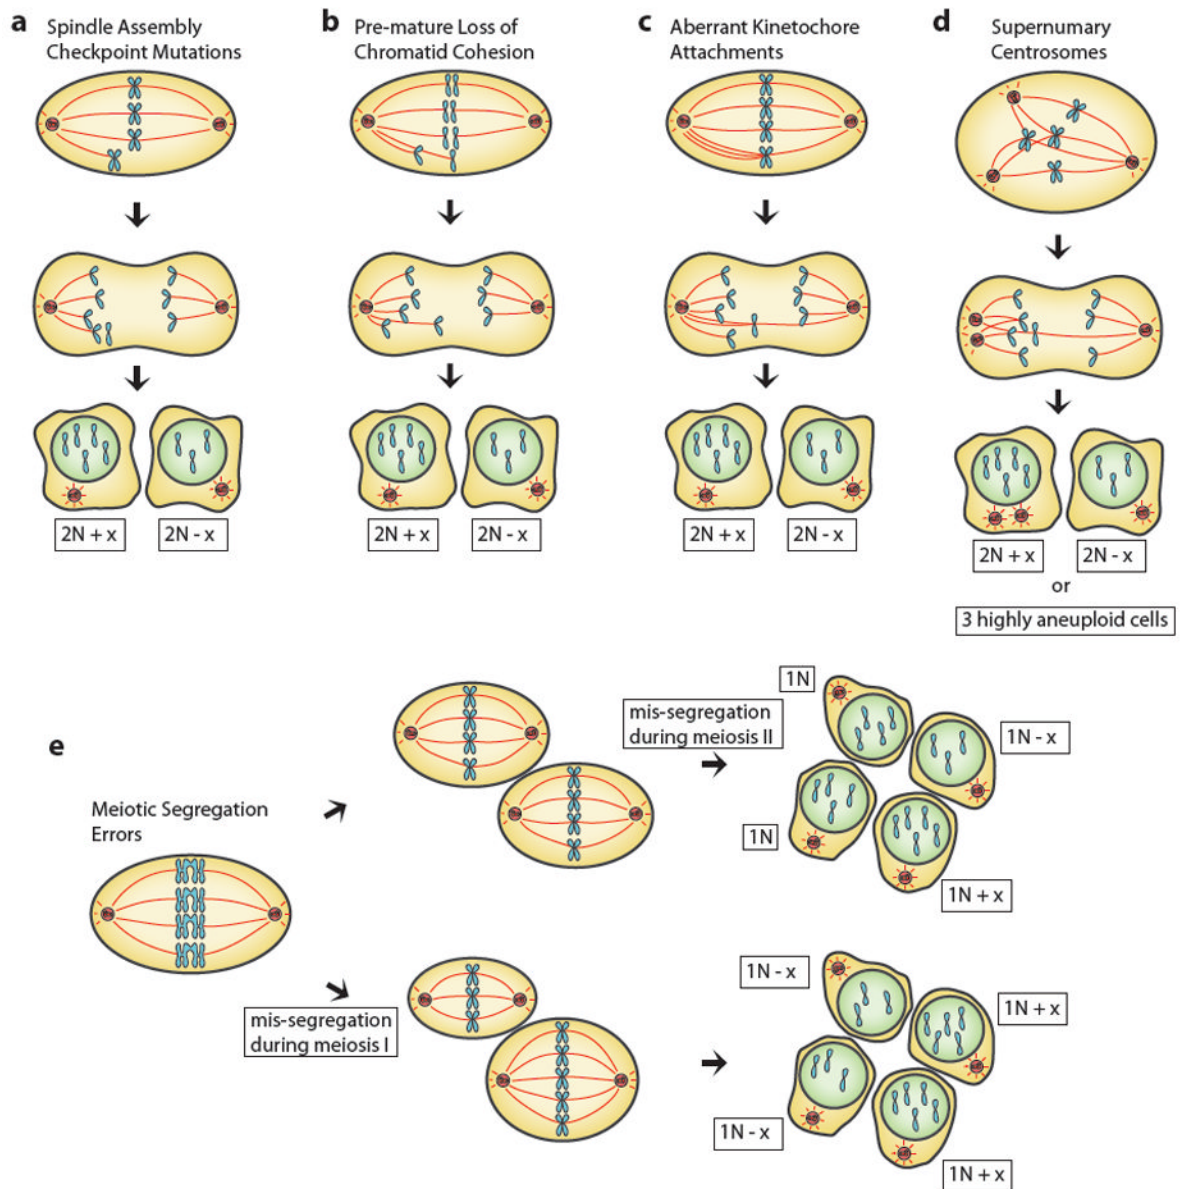 a Spindle Assembly
Checkpoint Mutations
b Pre-mature Loss of
Chromatid Cohesion
c Aberrant Kinetochore
Attachments
d Supernumary
Centrosomes
2N + x
2N - x
2N + x
2N - x
2N + x
2N - x
2N + x
2N - x
or
3 highly aneuploid cells
e
Meiotic Segregation
Errors
mis-segregation
during meiosis II
1N
1N - x
1N
1N + x
mis-segregation
during meiosis I
1N - x
1N + x
1N - x
1N + x